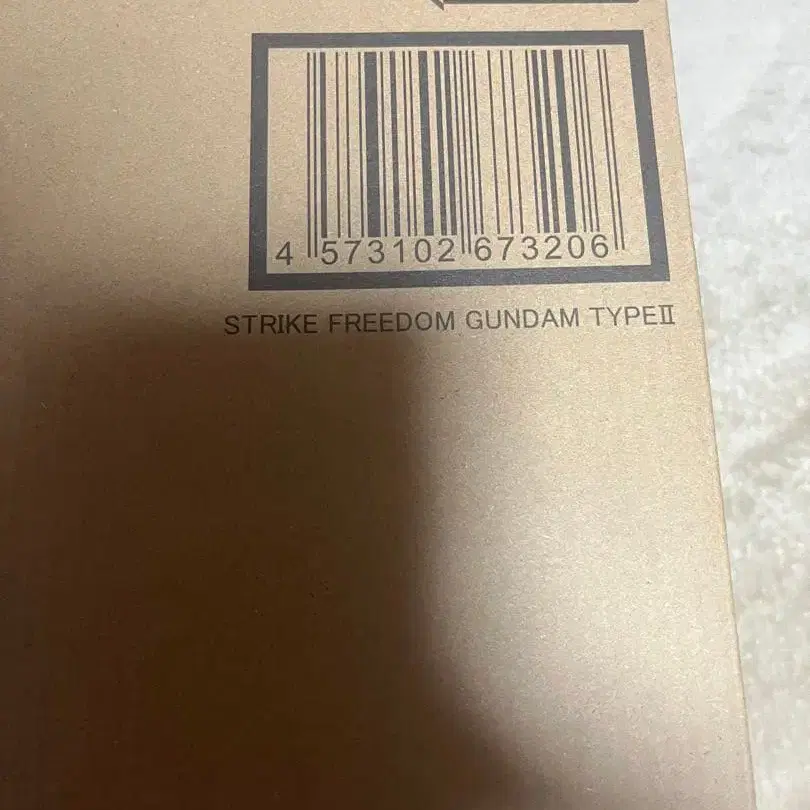 4 573102 673206
STRIKE FREEDOM GUNDAM TYPEⅡ